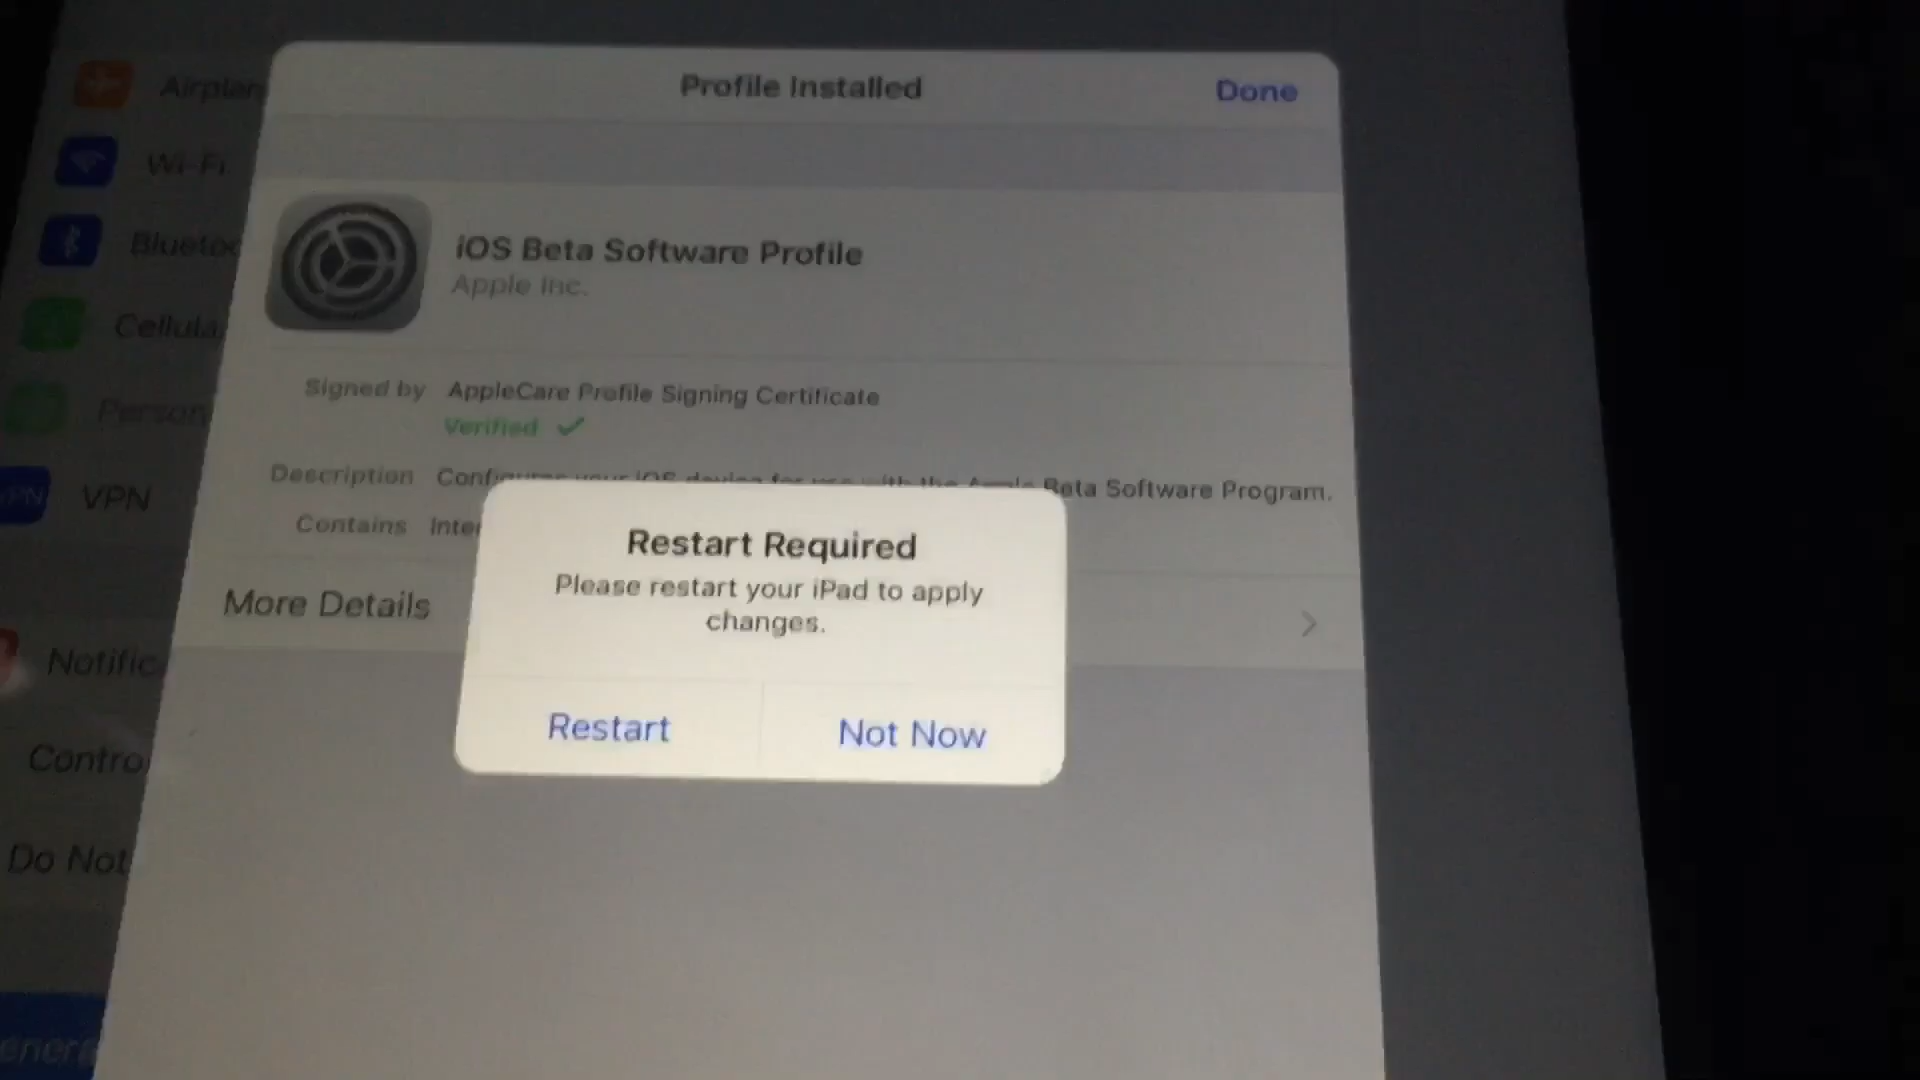 Profile Installed
Done
Wi-Fi
iOS Beta Software Profile
Apple Inc.
Signed by AppleCare Profile Signing Certificate
Verified
Description
Beta Software Program.
Contains
VPN
More Details
Restart Required
Please restart your iPad to apply
changes.
Restart
Not Now
Do Not